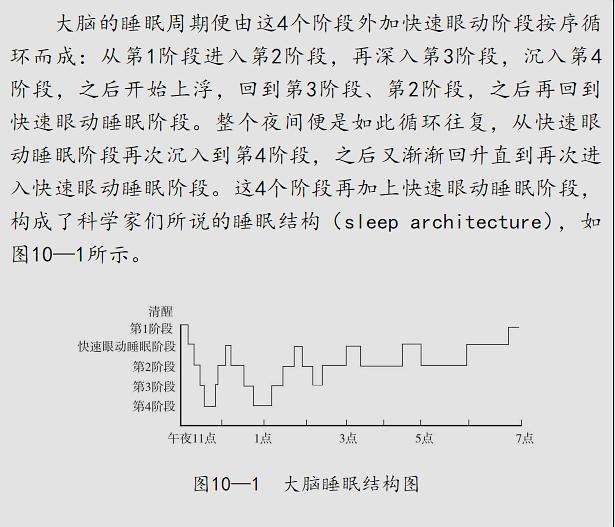 大脑的睡眠周期便由这4个阶段外加快速眼动阶段按序循
环而成：从第1阶段进入第2阶段，再深入第3阶段，沉入第4
阶段，之后开始上浮，回到第3阶段、第2阶段，之后再回到
快速眼动睡眠阶段。整个夜间便是如此循环往复，从快速眼
动睡眠阶段再次沉入到第4阶段，之后又渐渐回升直到再次进
入快速眼动睡眠阶段。这4个阶段再加上快速眼动睡眠阶段，
构成了科学家们所说的睡眠结构（sleep architecture），如
图10—1所示。
清醒
第1阶段
快速眼动睡眠阶段
第2阶段
第3阶段
第4阶段
午夜11点 1点 3点 5点 7点
图10—1 大脑睡眠结构图